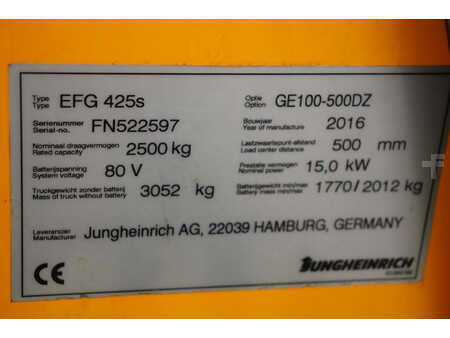 Type
Type EFG 425s
Optie
Option GE100-500DZ
Serienummer
Serial-no. FN522597
Bouwjaar
Year of manufacture 2016
Nominaal draagvermogen
Rated capacity 2500 kg
Lastzwaartepunt-afstand
Load center distance 500 mm
Batterijspanning
System voltage 80 V
Prestatie vermogen
Nominal power 15,0 kW
Truckgewicht zonder batterij
Mass of truck without battery 3052 kg
Batterijgewicht min/max
Battery mass min/max 1770/2012 kg
Leverancier
Manufacturer Jungheinrich AG, 22039 HAMBURG, GERMANY
CE
JUNGHEINRICH